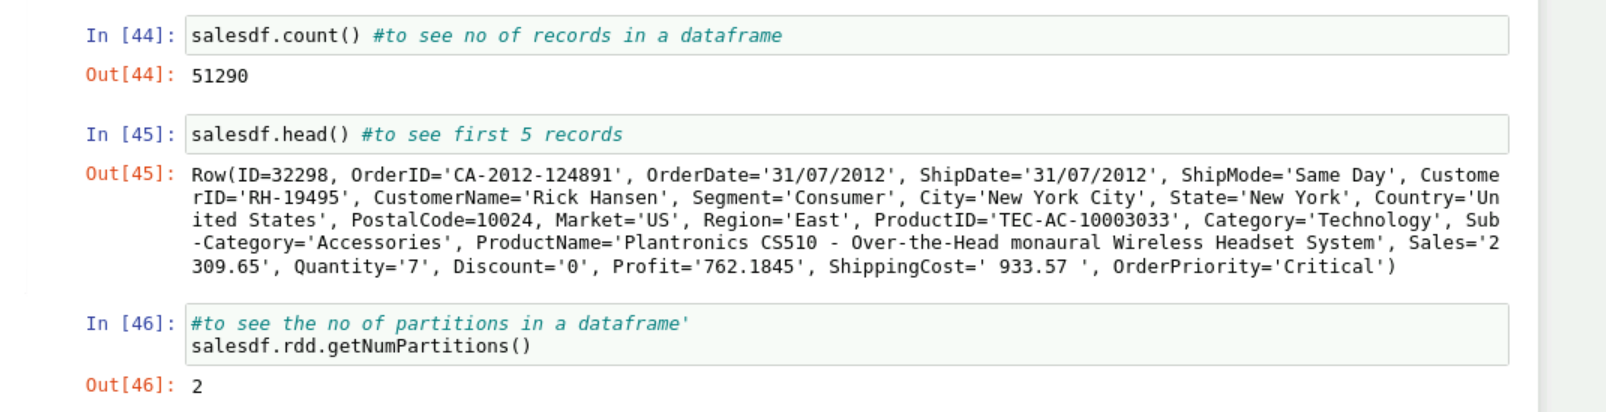 In [44]: salesdf.count() #to see no of records in a dataframe
Out[44]: 51290
In [45]: salesdf.head() #to see first 5 records
Out[45]: Row(ID=32298, OrderID='CA-2012-124891', OrderDate='31/07/2012', ShipDate='31/07/2012', ShipMode='Same Day', Custome
rID='RH-19495', CustomerName='Rick Hansen', Segment='Consumer', City='New York City', State='New York', Country='Un
ited States', PostalCode=10024, Market='US', Region='East', ProductID='TEC-AC-10003033', Category='Technology', Sub
-Category='Accessories', ProductName='Plantronics CS510 - Over-the-Head monaural Wireless Headset System', Sales='2
309.65', Quantity='7', Discount='0', Profit='762.1845', ShippingCost=' 933.57 ', OrderPriority='Critical')
In [46]: #to see the no of partitions in a dataframe'
salesdf.rdd.getNumPartitions()
Out[46]: 2